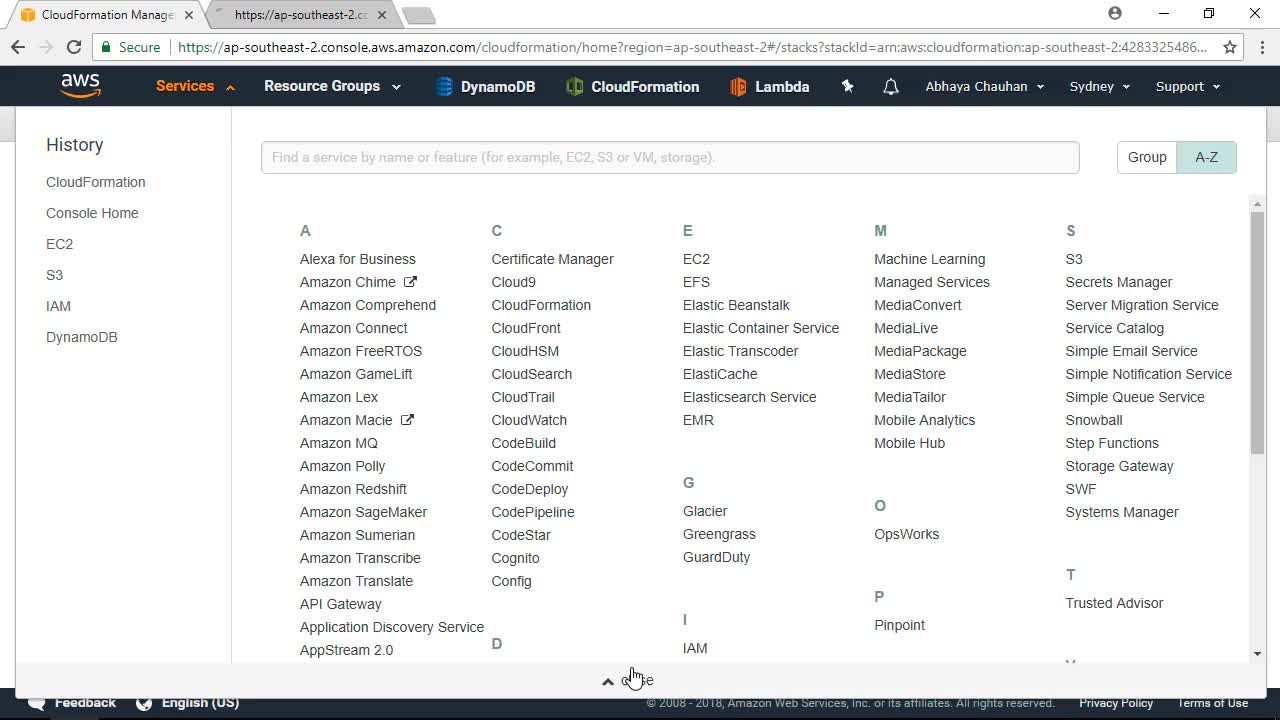 CloudFormation Manage
https://ap-southeast-2.co
Secure https://ap-southeast-2.console.aws.amazon.com/cloudformation/home?region=ap-southeast-2#/stacks?stackId=arn:aws:cloudformation:ap-southeast-2:4283325486...
aws Services Resource Groups DynamoDB CloudFormation Lambda Abhaya Chauhan Sydney Support
History
CloudFormation
Console Home
EC2
S3
IAM
DynamoDB
Find a service by name or feature (for example, EC2, S3 or VM, storage).
Group A-Z
A
Alexa for Business
Amazon Chime
Amazon Comprehend
Amazon Connect
Amazon FreeRTOS
Amazon GameLift
Amazon Lex
Amazon Macie
Amazon MQ
Amazon Polly
Amazon Redshift
Amazon SageMaker
Amazon Sumerian
Amazon Transcribe
Amazon Translate
API Gateway
Application Discovery Service
AppStream 2.0
C
Certificate Manager
Cloud9
CloudFormation
CloudFront
CloudHSM
CloudSearch
CloudTrail
CloudWatch
CodeBuild
CodeCommit
CodeDeploy
CodePipeline
CodeStar
Cognito
Config
D
E
EC2
EFS
Elastic Beanstalk
Elastic Container Service
Elastic Transcoder
ElastiCache
Elasticsearch Service
EMR
G
Glacier
Greengrass
GuardDuty
I
IAM
M
Machine Learning
Managed Services
MediaConvert
MediaLive
MediaPackage
MediaStore
MediaTailor
Mobile Analytics
Mobile Hub
O
OpsWorks
P
Pinpoint
S
S3
Secrets Manager
Server Migration Service
Service Catalog
Simple Email Service
Simple Notification Service
Simple Queue Service
Snowball
Step Functions
Storage Gateway
SWF
Systems Manager
T
Trusted Advisor
Feedback English (US) © 2008 - 2018, Amazon Web Services, Inc. or its affiliates. All rights reserved. Privacy Policy Terms of Use